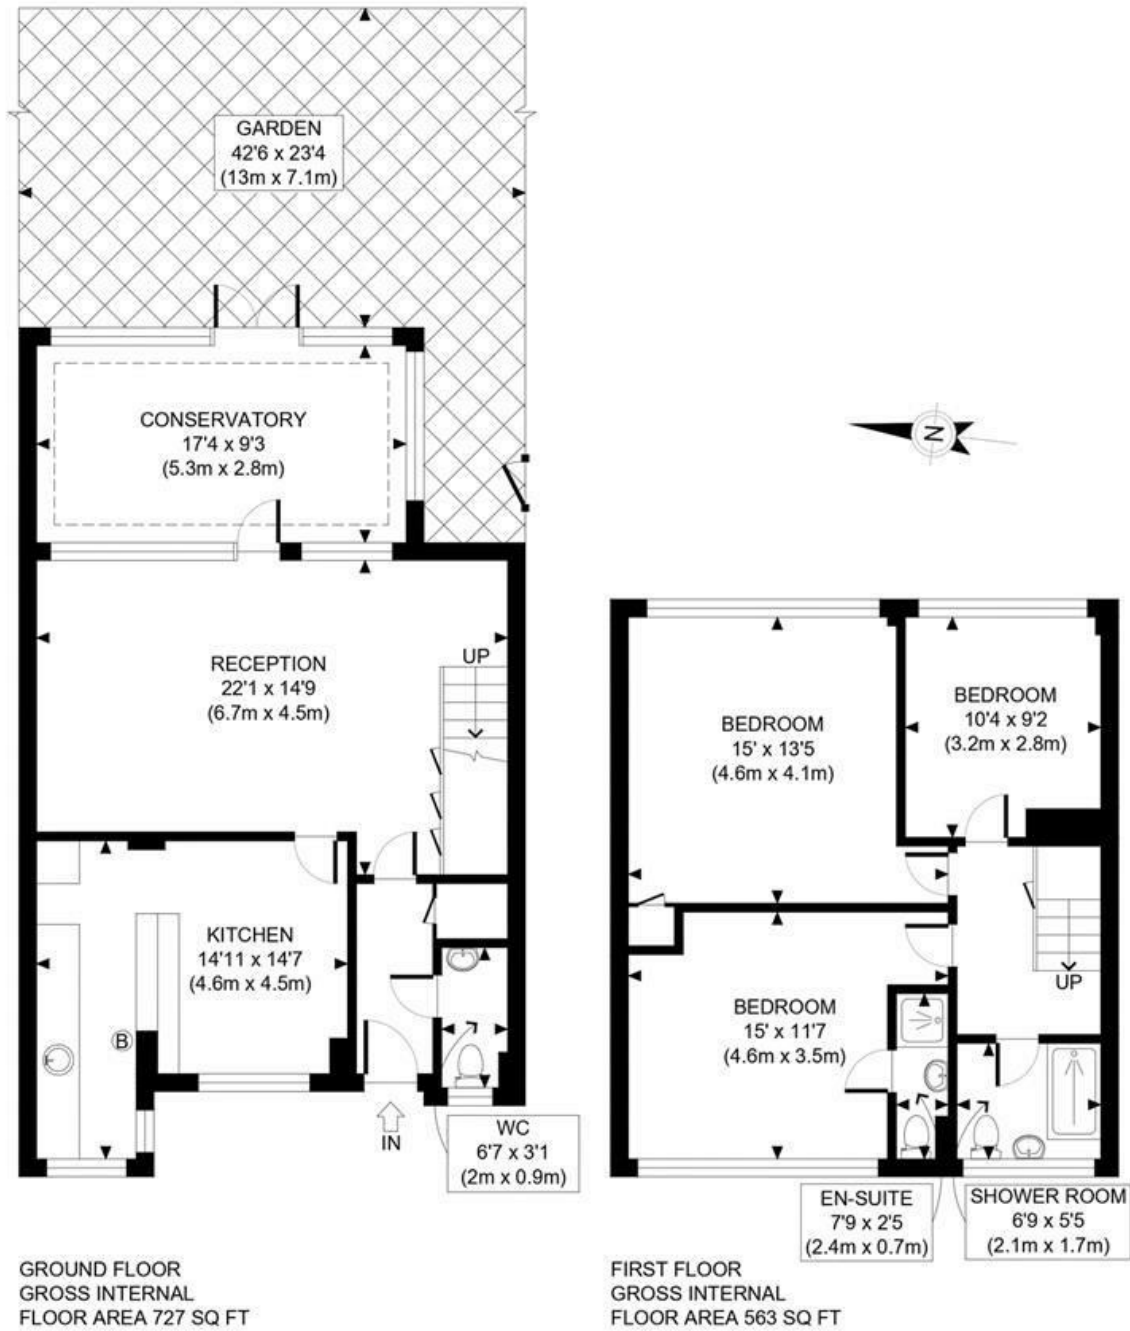 GARDEN
42'6 x 23'4
(13m x 7.1m)
CONSERVATORY
17'4 x 9'3
(5.3m x 2.8m)
N
RECEPTION
22'1 x 14'9
(6.7m x 4.5m)
UP
BEDROOM
15' x 13'5
(4.6m x 4.1m)
BEDROOM
10'4 x 9'2
(3.2m x 2.8m)
KITCHEN
14'11 x 14'7
(4.6m x 4.5m)
B
IN
WC
6'7 x 3'1
(2m x 0.9m)
BEDROOM
15' x 11'7
(4.6m x 3.5m)
UP
EN-SUITE
7'9 x 2'5
(2.4m x 0.7m)
SHOWER ROOM
6'9 x 5'5
(2.1m x 1.7m)
GROUND FLOOR
GROSS INTERNAL
FLOOR AREA 727 SQ FT
FIRST FLOOR
GROSS INTERNAL
FLOOR AREA 563 SQ FT